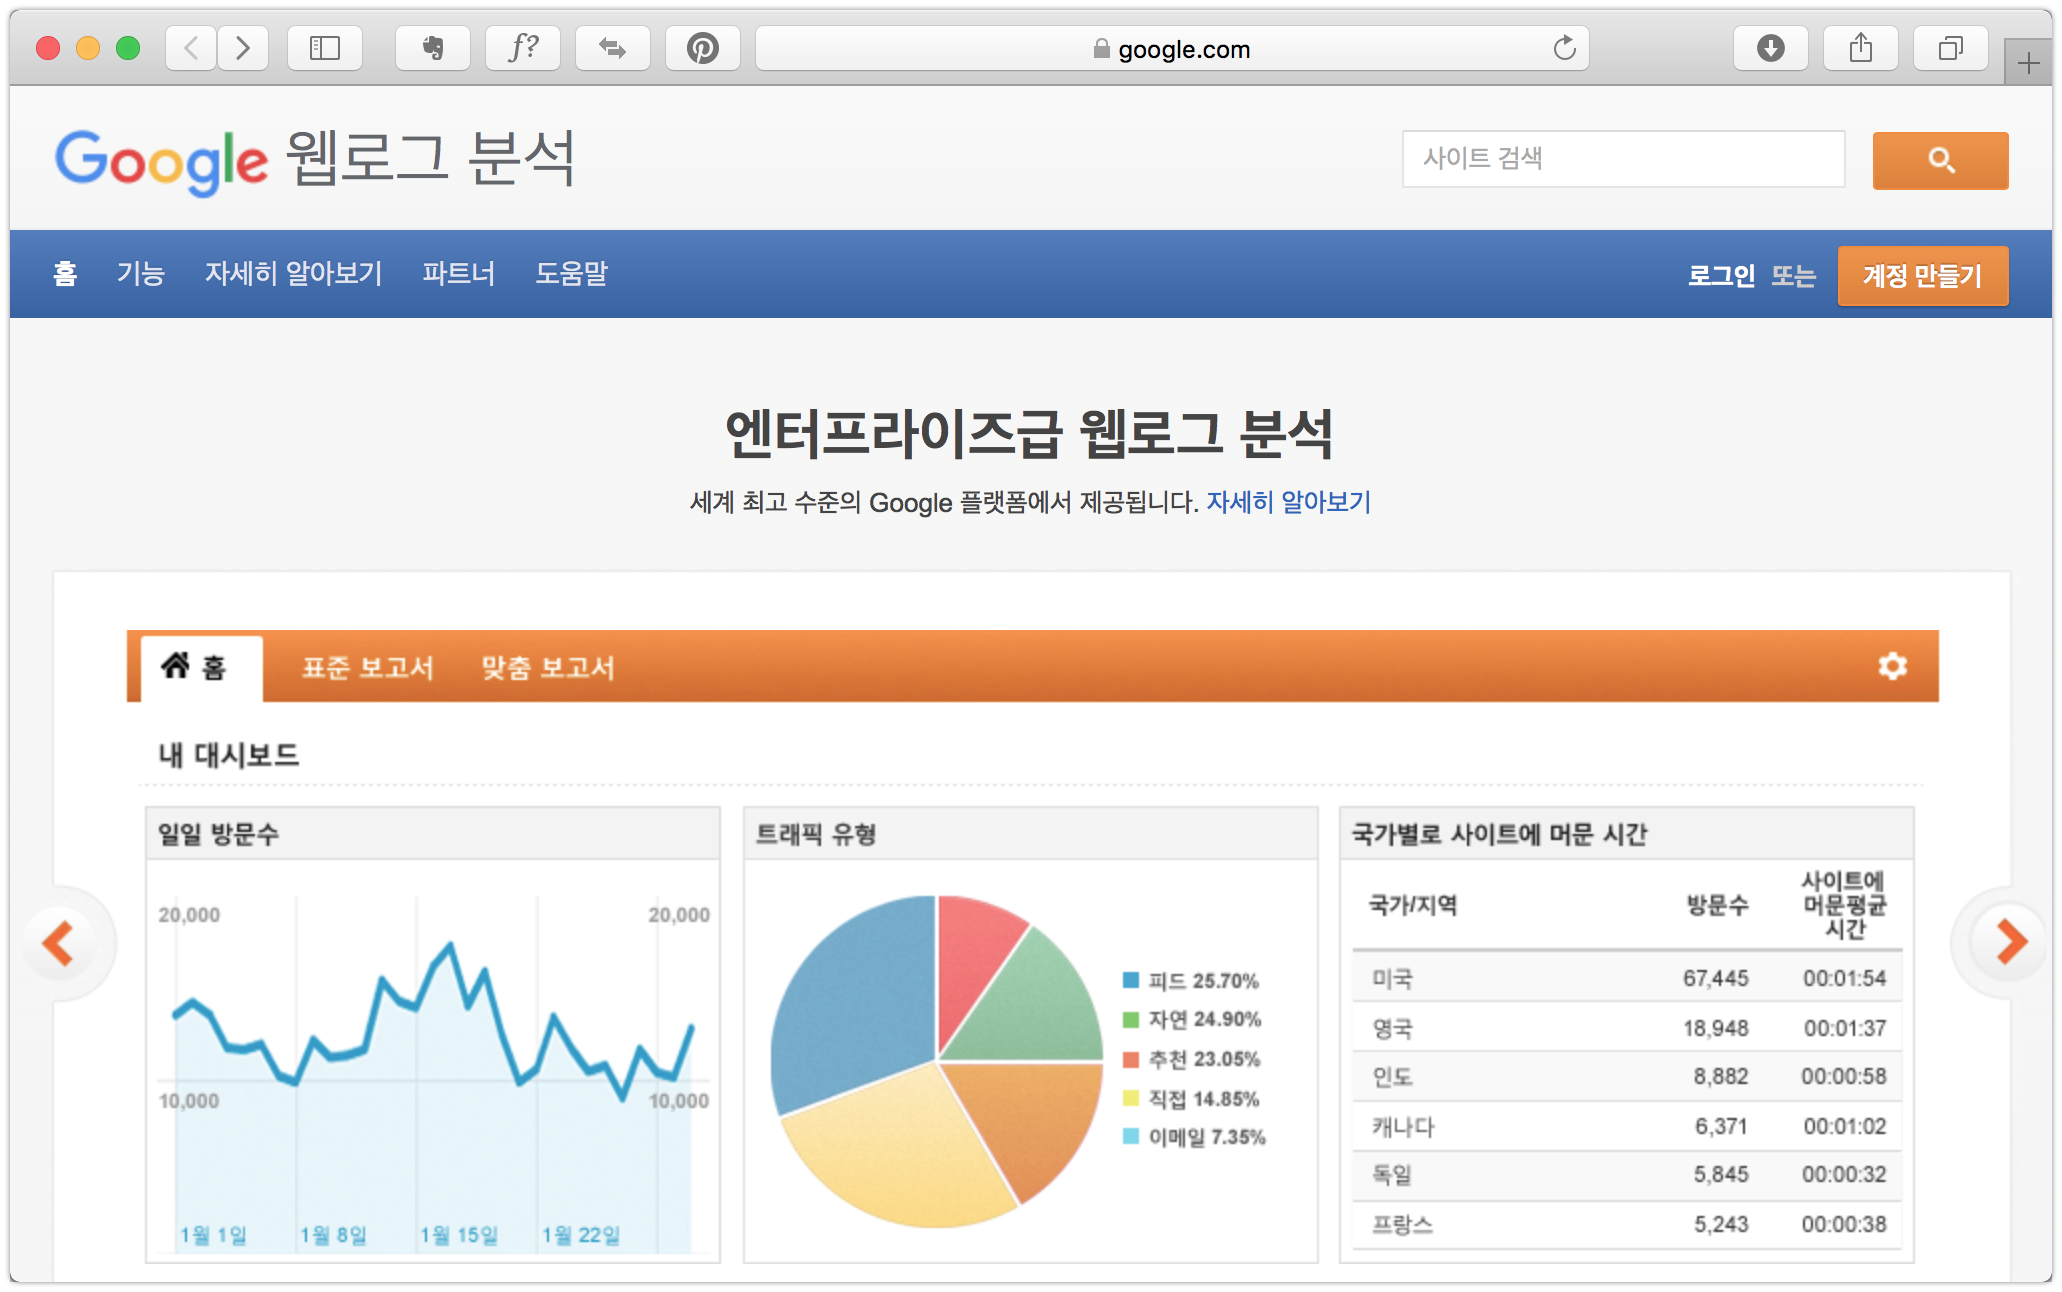 f?
google.com
Google 웹로그 분석
사이트 검색
홈 기능 자세히 알아보기 파트너 도움말 로그인 또는 계정 만들기
엔터프라이즈급 웹로그 분석
세계 최고 수준의 Google 플랫폼에서 제공됩니다. 자세히 알아보기
홈 표준 보고서 맞춤 보고서
내 대시보드
일일 방문수
20,000 20,000
10,000 10,000
1월 1일 1월 8일 1월 15일 1월 22일
트래픽 유형
피드 25.70%
자연 24.90%
추천 23.05%
직접 14.85%
이메일 7.35%
국가별로 사이트에 머문 시간
국가/지역 방문수 사이트에
머문평균
시간
미국 67,445 00:01:54
영국 18,948 00:01:37
인도 8,882 00:00:58
캐나다 6,371 00:01:02
독일 5,845 00:00:32
프랑스 5,243 00:00:38